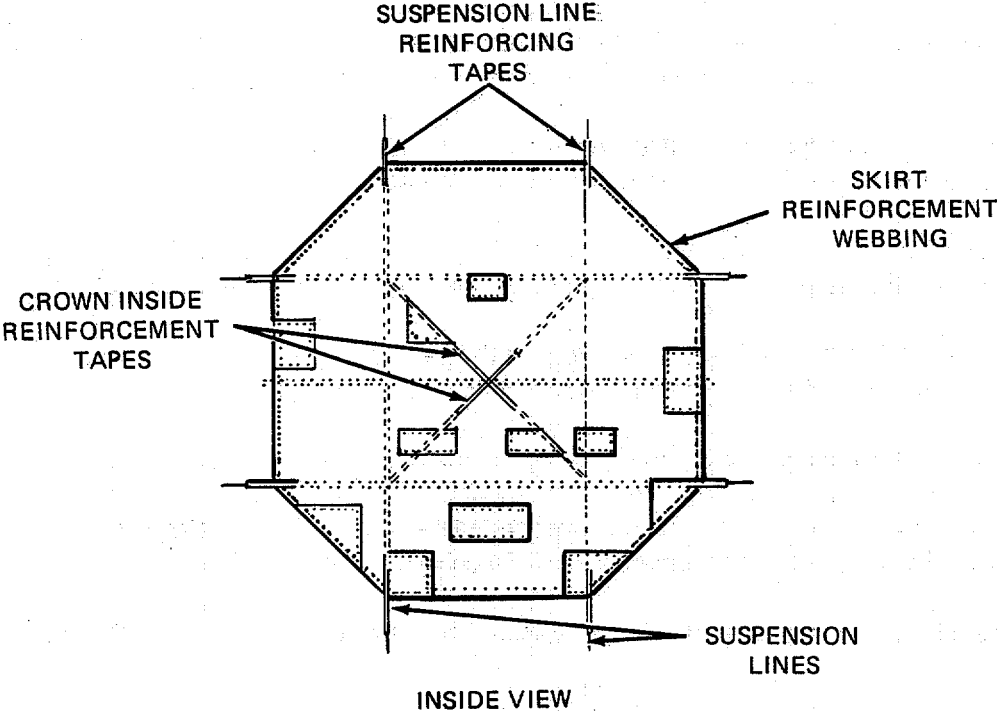 SUSPENSION LINE
REINFORCING
TAPES
SKIRT
REINFORCEMENT
WEBBING
CROWN INSIDE
REINFORCEMENT
TAPES
SUSPENSION
LINES
INSIDE VIEW